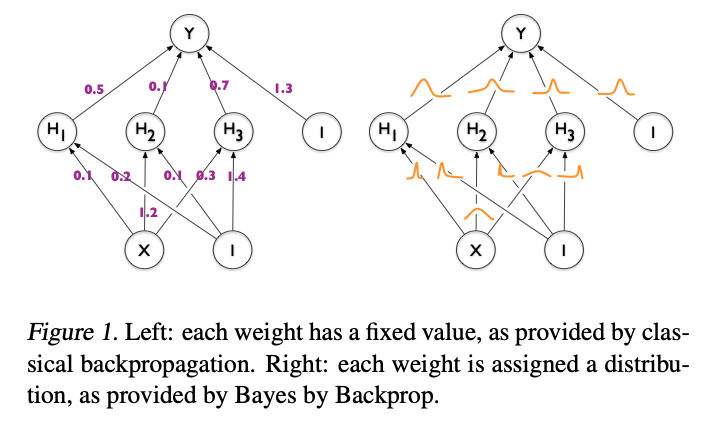 Y Y
0.5 0.1 0.7 1.3
H1 H2 H3 I H1 H2 H3 I
0.1 0.2 0.1 0.3 1.4
1.2
X I X I
Figure 1. Left: each weight has a fixed value, as provided by clas-
sical backpropagation. Right: each weight is assigned a distribu-
tion, as provided by Bayes by Backprop.